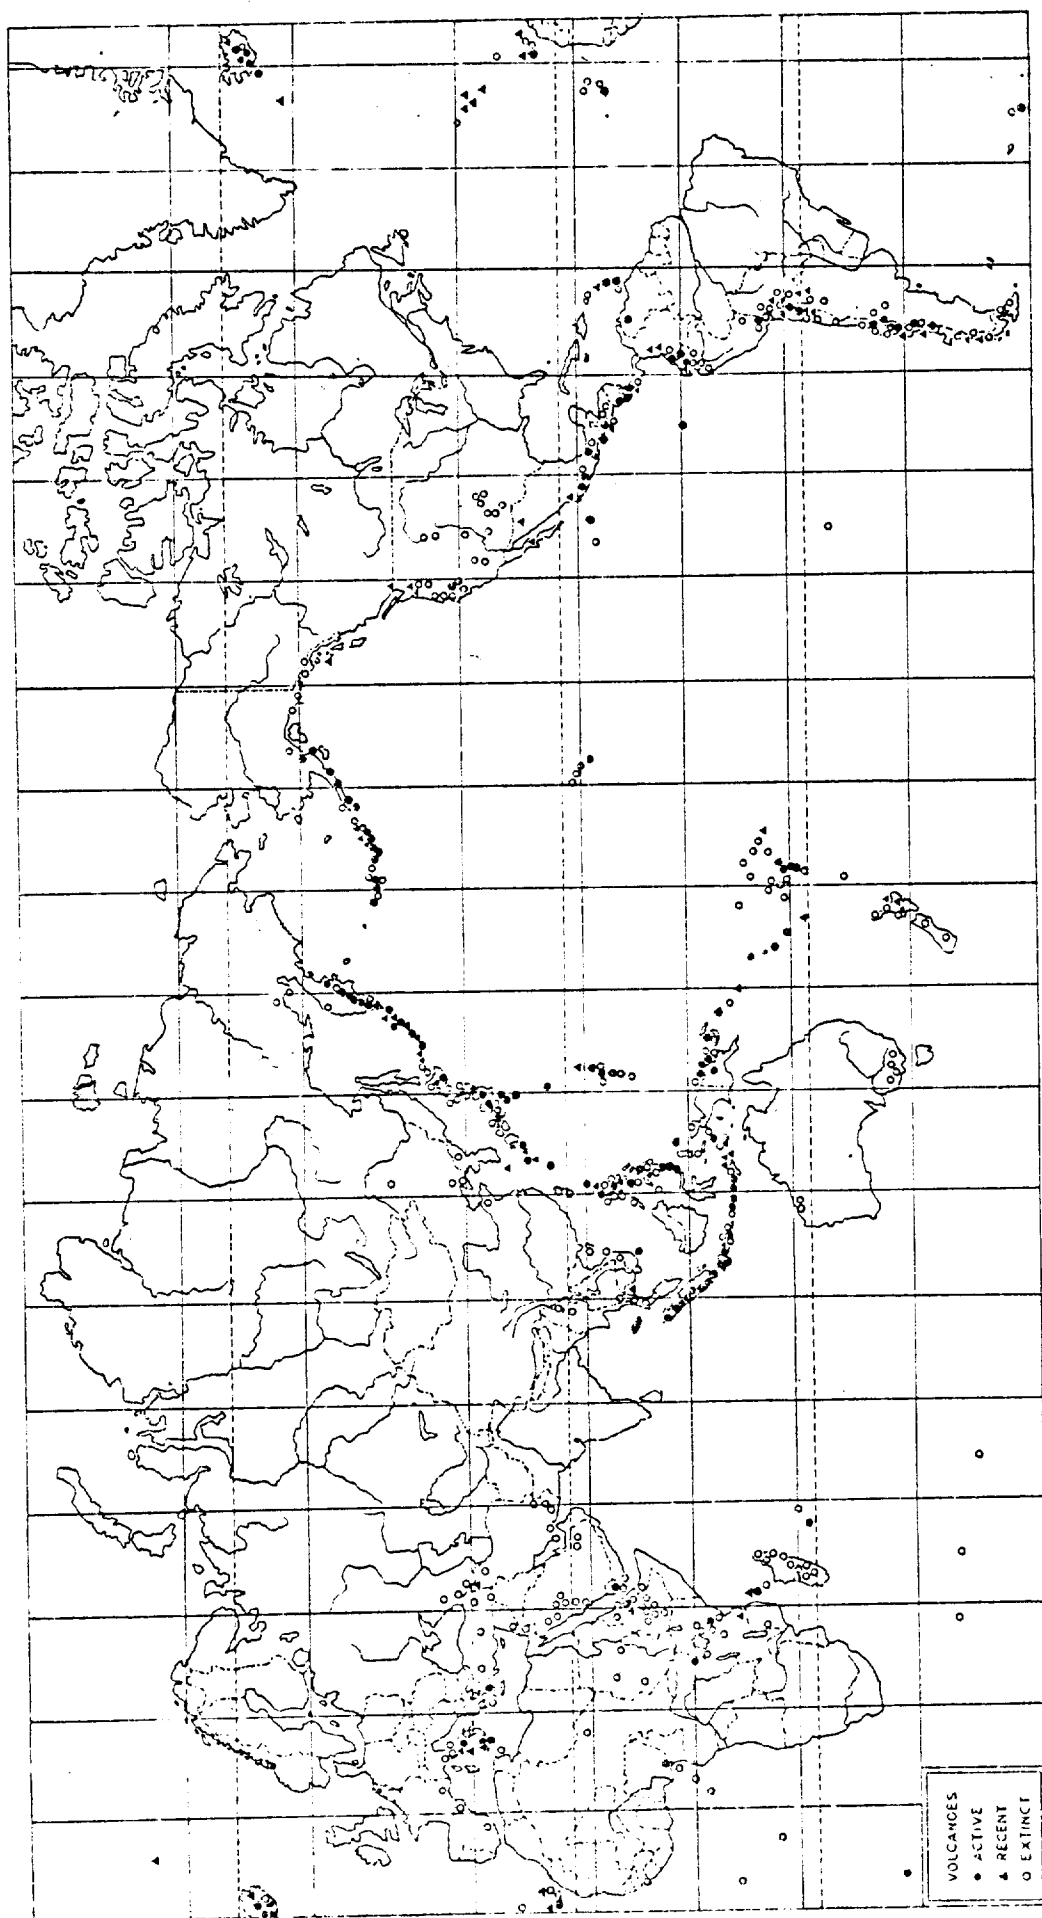 VOLCANOES
● ACTIVE
▲ RECENT
○ EXTINCT